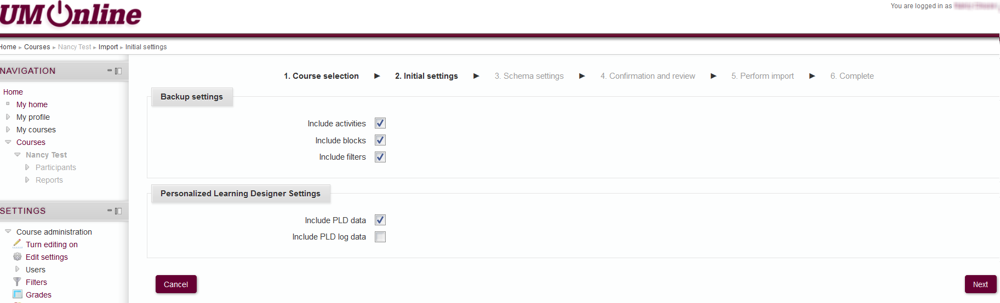 UM Online
You are logged in as
Home ▸ Courses ▸ Nancy Test ▸ Import ▸ Initial settings
NAVIGATION
Home
My home
My profile
My courses
Courses
Nancy Test
Participants
Reports
SETTINGS
Course administration
Turn editing on
Edit settings
Users
Filters
Grades
1. Course selection ► 2. Initial settings ► 3. Schema settings ► 4. Confirmation and review ► 5. Perform import ► 6. Complete
Backup settings
Include activities
Include blocks
Include filters
Personalized Learning Designer Settings
Include PLD data
Include PLD log data
Cancel
Next